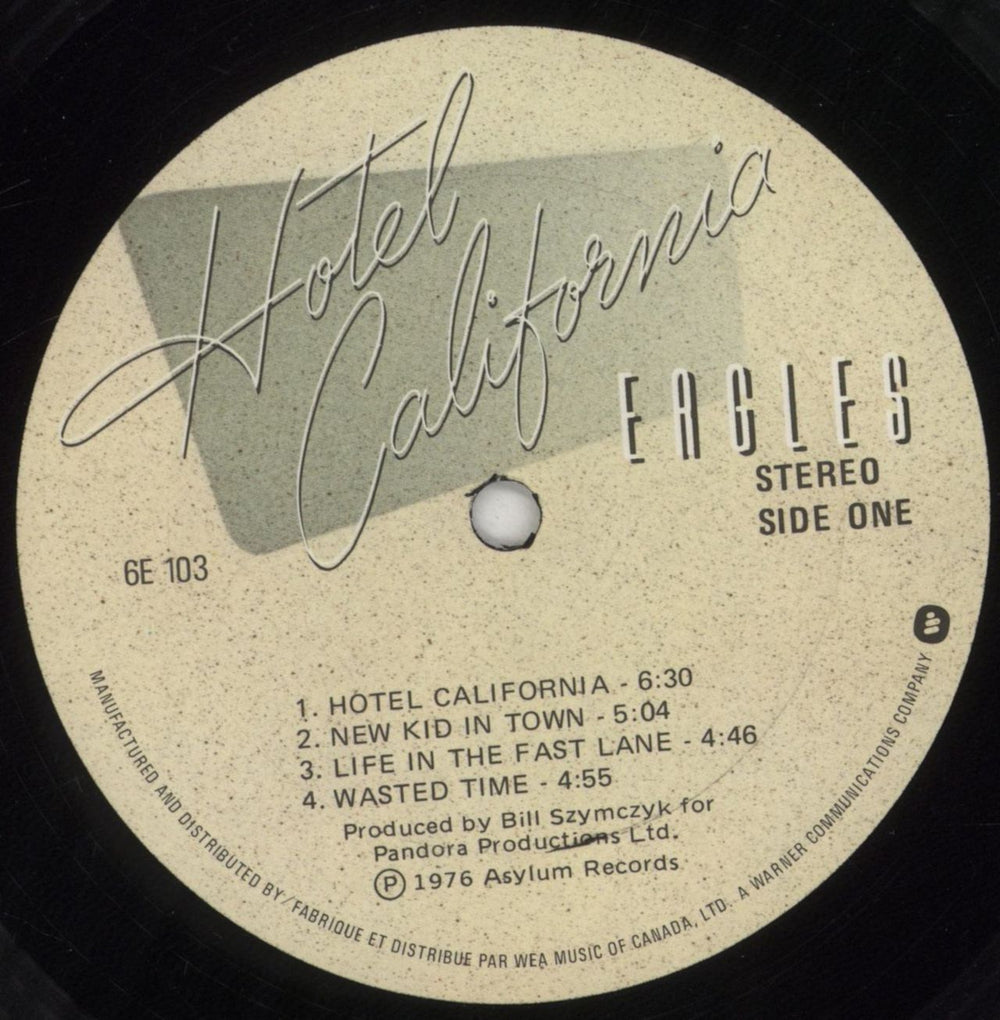 Hotel
California
EAGLES
STEREO
SIDE ONE
6E 103
1. HOTEL CALIFORNIA - 6:30
2. NEW KID IN TOWN - 5:04
3. LIFE IN THE FAST LANE - 4:46
4. WASTED TIME - 4:55
Produced by Bill Szymczyk for
Pandora Productions Ltd.
Ⓟ 1976 Asylum Records
MANUFACTURED AND DISTRIBUTED BY/FABRIQUE ET DISTRIBUE PAR WEA MUSIC OF CANADA, LTD. A WARNER COMMUNICATIONS COMPANY